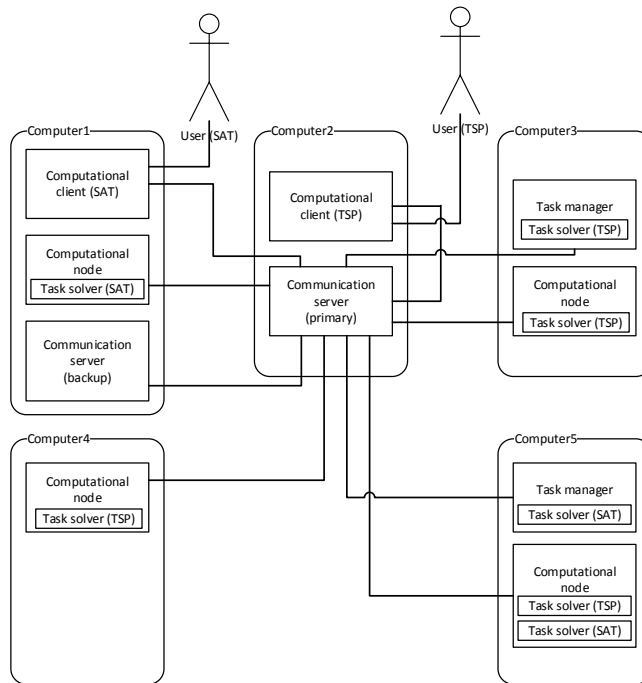 User (SAT)
User (TSP)
Computer1
Computational
client (SAT)
Computational
node
Task solver (SAT)
Communication
server
(backup)
Computer2
Computational
client (TSP)
Communication
server
(primary)
Computer3
Task manager
Task solver (TSP)
Computational
node
Task solver (TSP)
Computer4
Computational
node
Task solver (TSP)
Computer5
Task manager
Task solver (SAT)
Computational
node
Task solver (TSP)
Task solver (SAT)